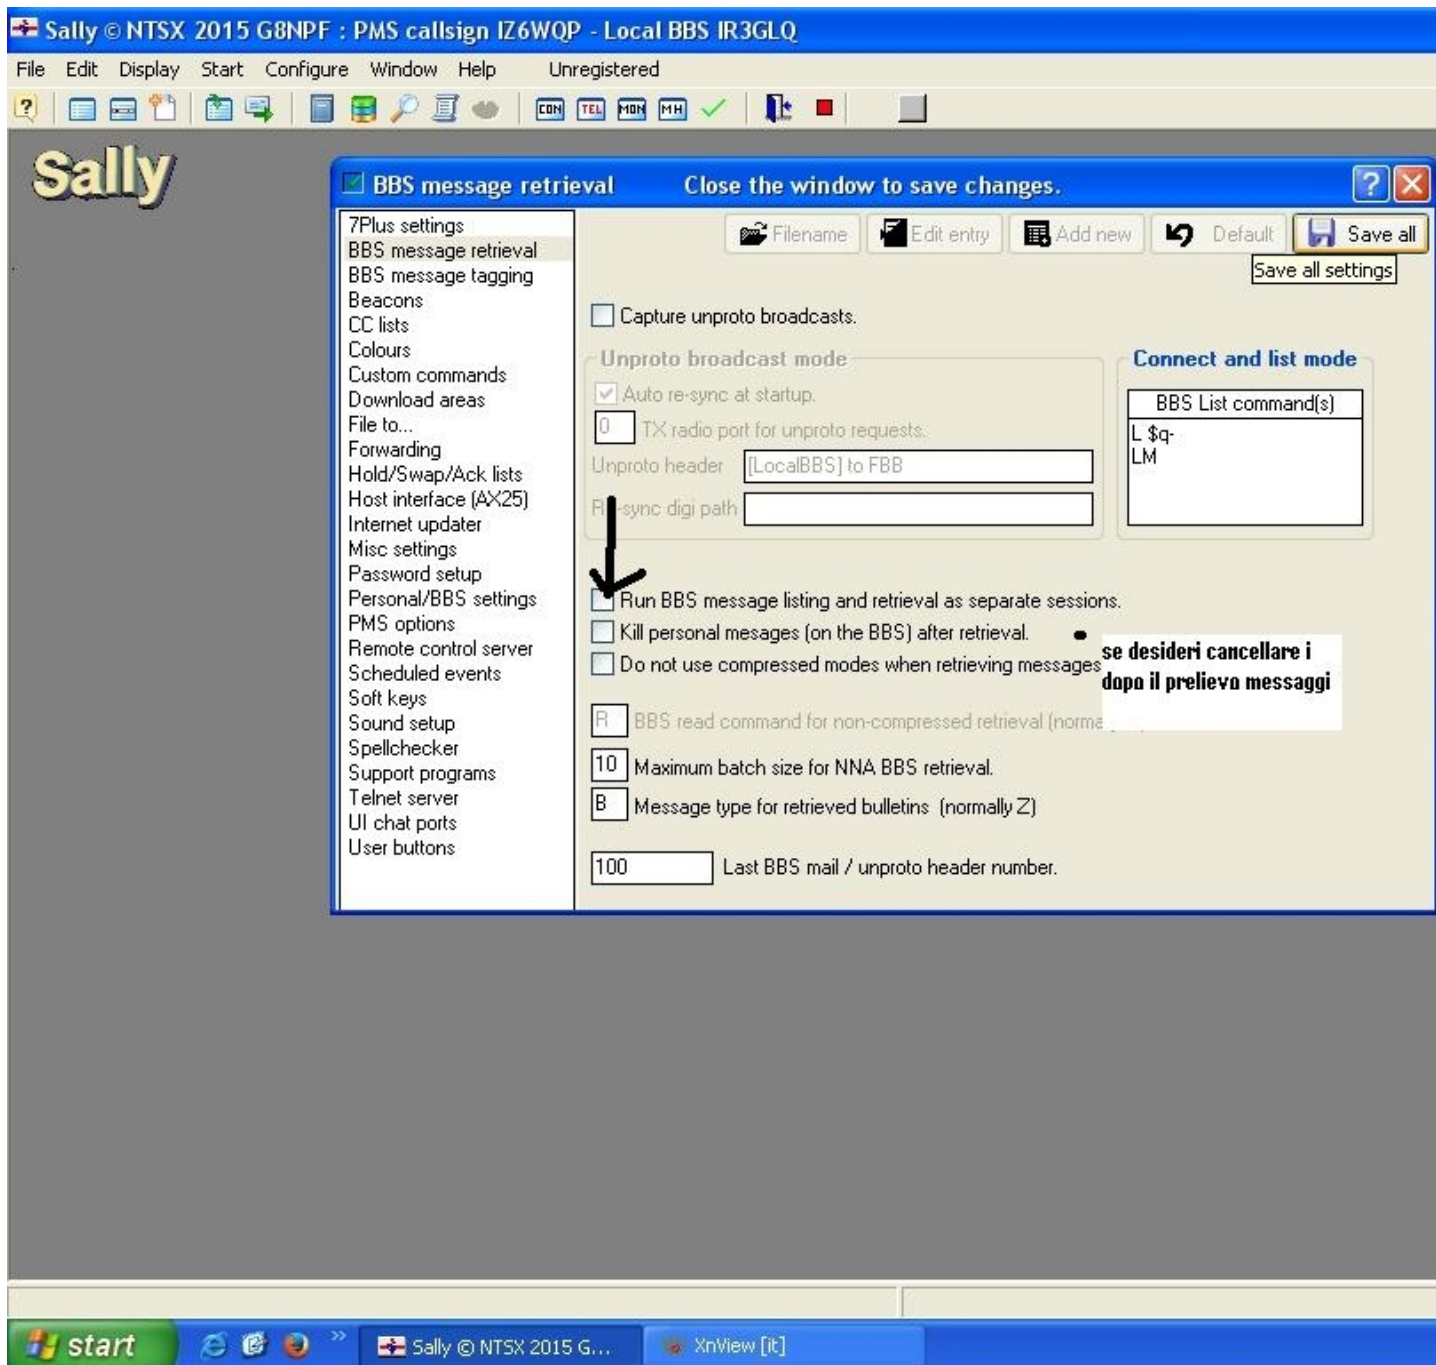 Sally © NTSX 2015 G8NPF : PMS callsign IZ6WQP - Local BBS IR3GLQ
File Edit Display Start Configure Window Help Unregistered
CON TEL MON MH
Sally
BBS message retrieval Close the window to save changes.
7Plus settings
BBS message retrieval
BBS message tagging
Beacons
CC lists
Colours
Custom commands
Download areas
File to...
Forwarding
Hold/Swap/Ack lists
Host interface (AX25)
Internet updater
Misc settings
Password setup
Personal/BBS settings
PMS options
Remote control server
Scheduled events
Soft keys
Sound setup
Spellchecker
Support programs
Telnet server
UI chat ports
User buttons
Filename Edit entry Add new Default Save all
Save all settings
Capture unproto broadcasts.
Unproto broadcast mode
Auto re-sync at startup.
0 TX radio port for unproto requests.
Unproto header [LocalBBS] to FBB
sync digi path
Connect and list mode
BBS List command(s)
L $q-
LM
Run BBS message listing and retrieval as separate sessions.
Kill personal mesages (on the BBS) after retrieval.
Do not use compressed modes when retrieving messages
se desideri cancellare i
dopo il prelievo messaggi
R BBS read command for non-compressed retrieval
10 Maximum batch size for NNA BBS retrieval.
B Message type for retrieved bulletins (normally Z)
100 Last BBS mail / unproto header number.
start Sally © NTSX 2015 G... XnView [it]